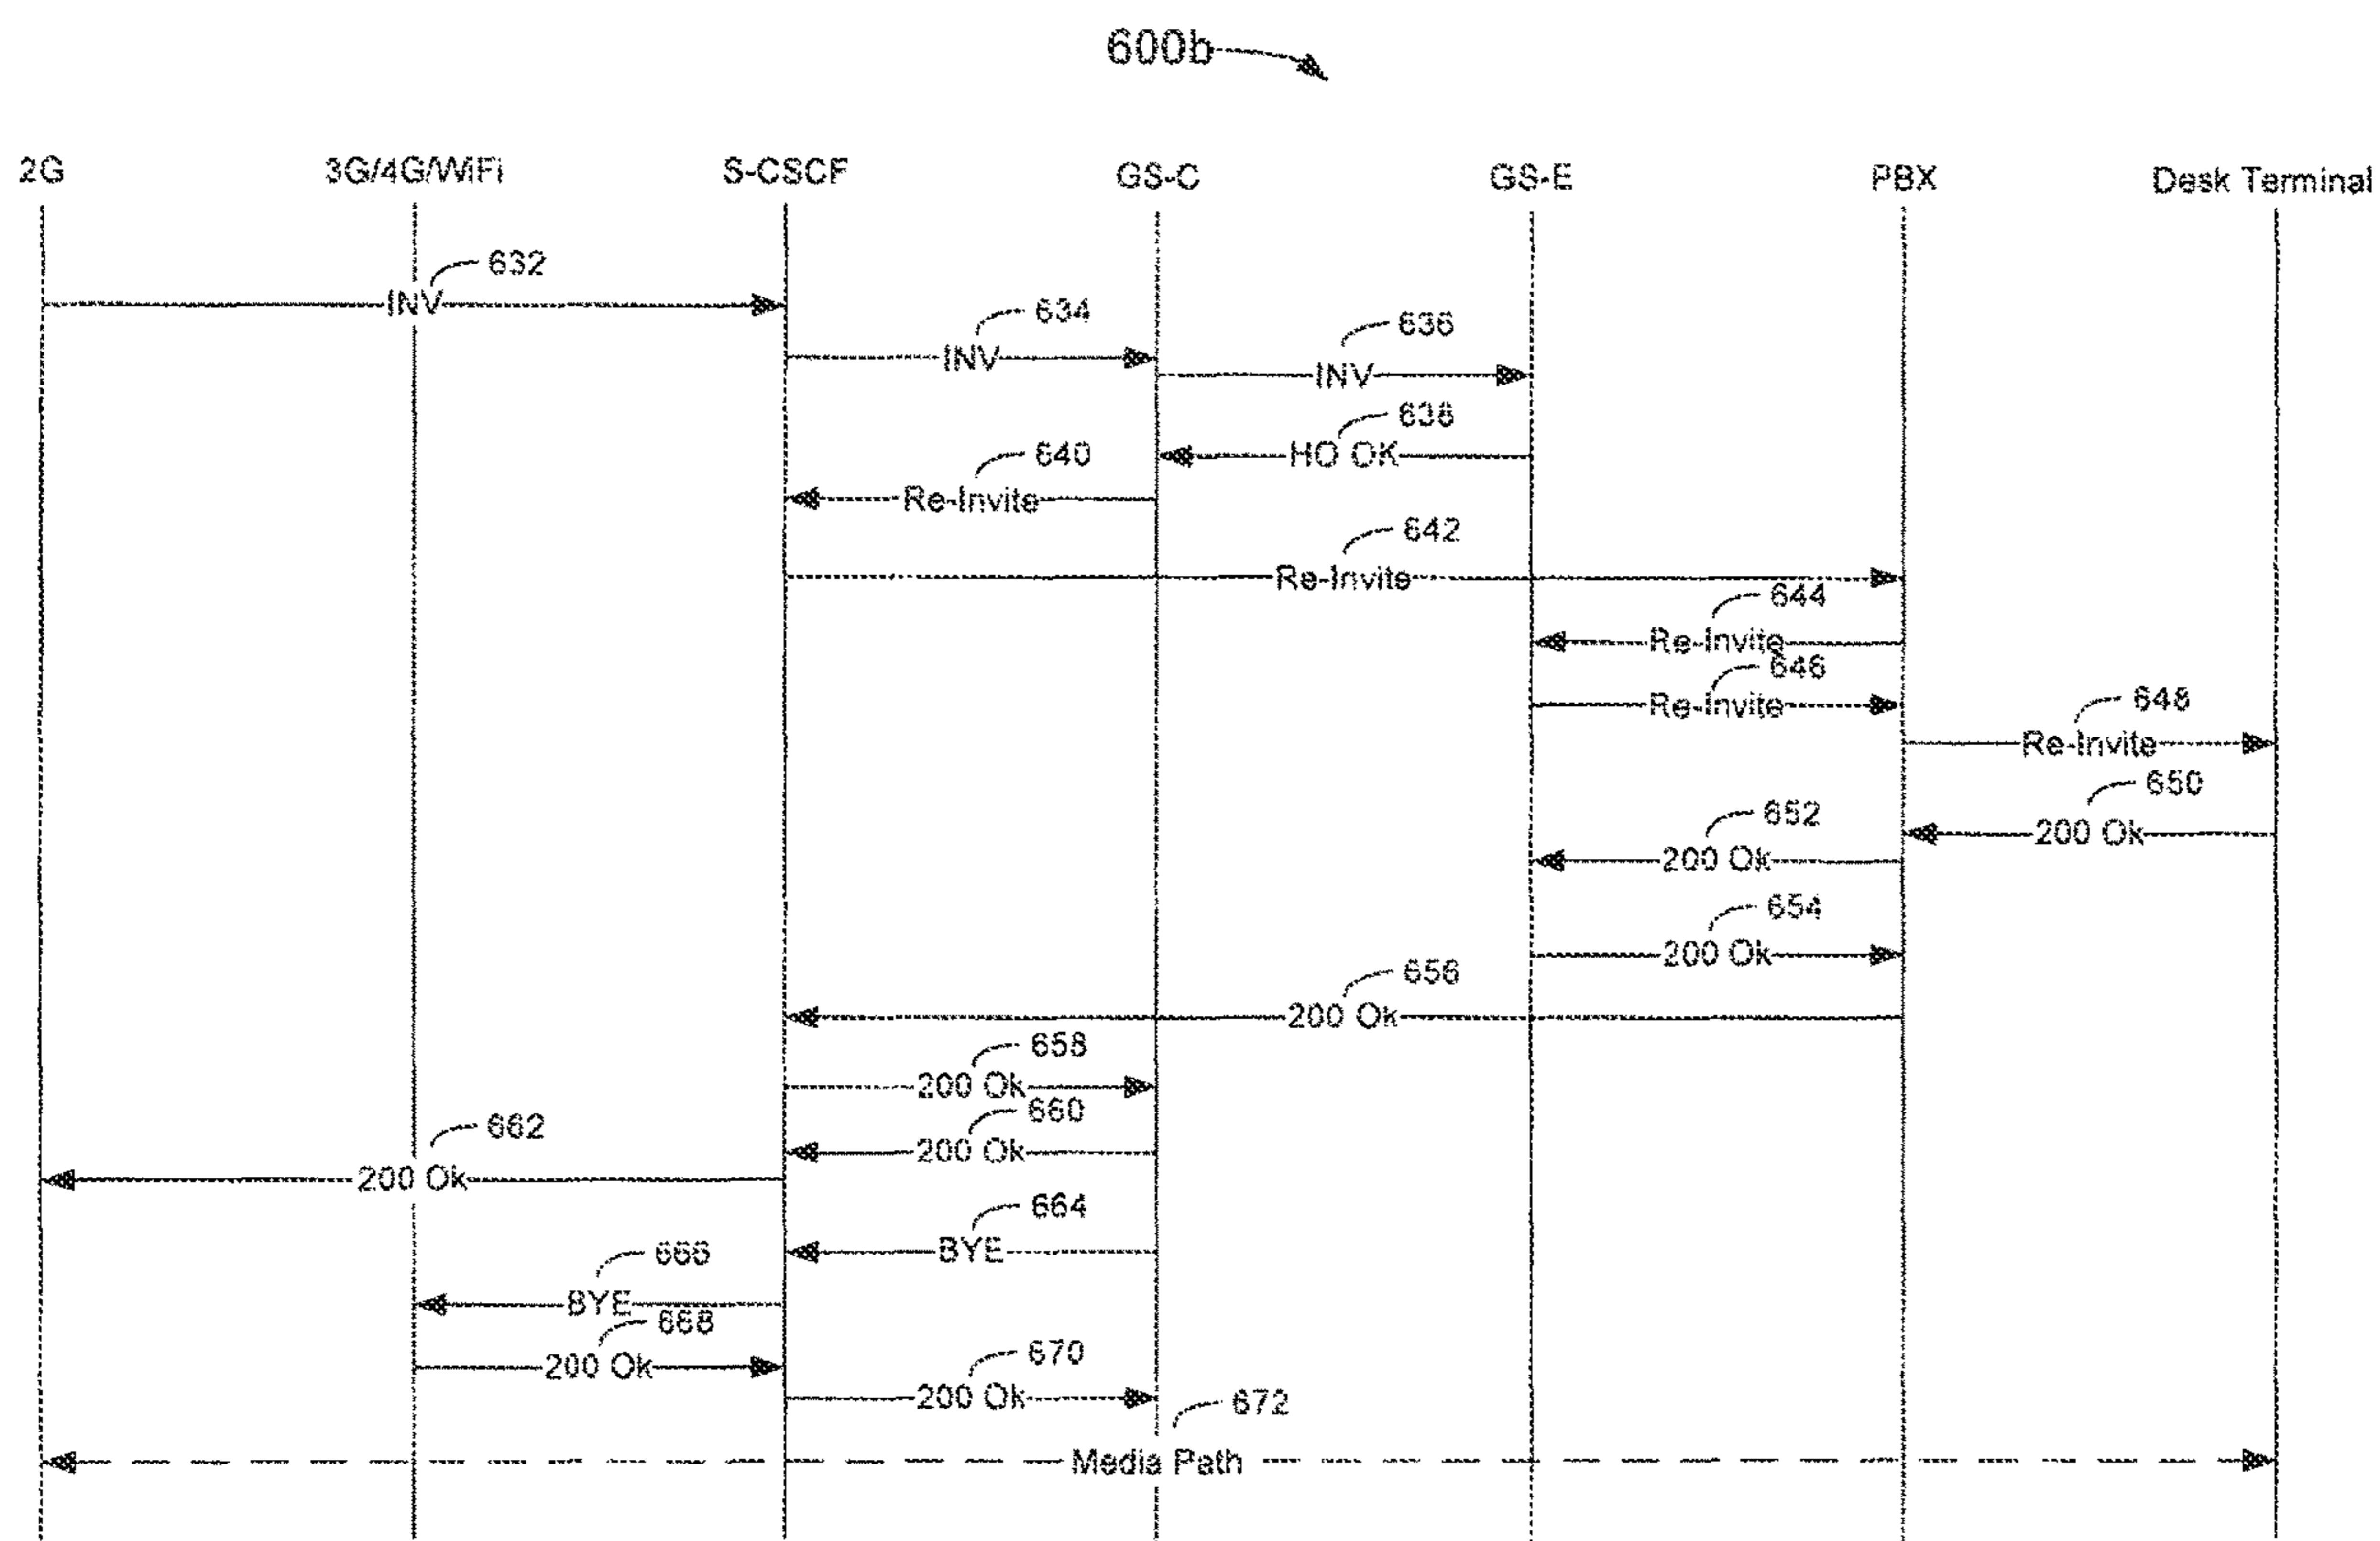 600b
2G 3G/4G/WiFi S-CSCF GS-C GS-E PBX Desk Terminal
632
INV
634
INV
636
INV
638
HO OK
640
Re-Invite
642
Re-Invite
644
Re-Invite
646
Re-Invite
648
Re-Invite
650
200 Ok
652
200 Ok
654
200 Ok
656
200 Ok
658
200 Ok
660
200 Ok
662
200 Ok
664
BYE
666
BYE
668
200 Ok
670
200 Ok
672
Media Path